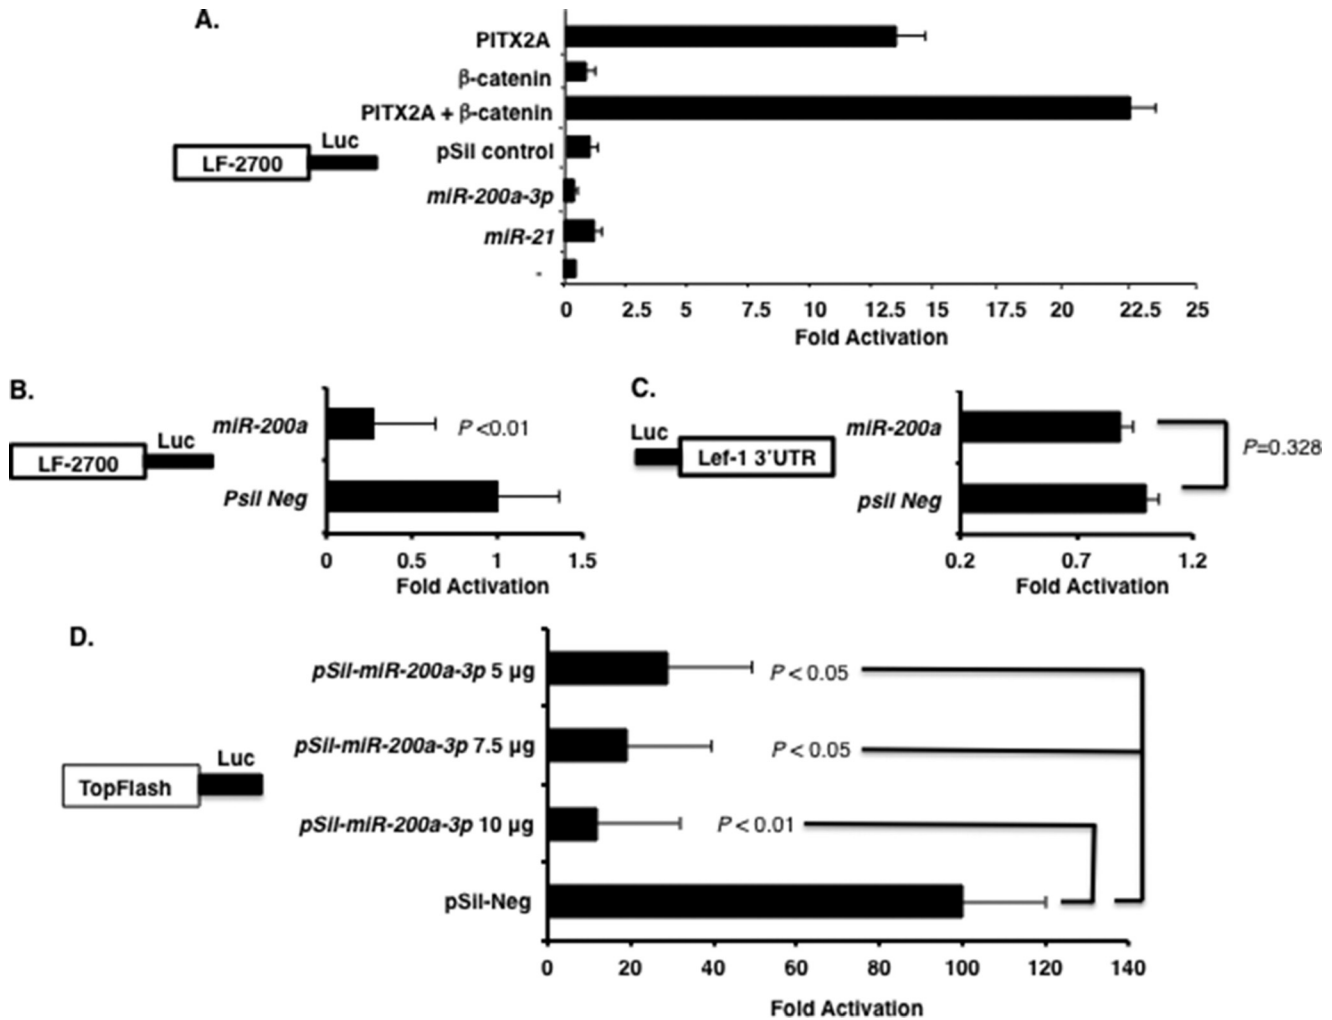 A.
PITX2A
β-catenin
PITX2A + β-catenin
pSil control
miR-200a-3p
miR-21
-
LF-2700
Luc
0 2.5 5 7.5 10 12.5 15 17.5 20 22.5 25
Fold Activation
B.
miR-200a
P <0.01
Luc
LF-2700
Psil Neg
0 0.5 1 1.5
Fold Activation
C.
miR-200a
Luc
Lef-1 3'UTR
P=0.328
psil Neg
0.2 0.7 1.2
Fold Activation
D.
pSil-miR-200a-3p 5 µg
P < 0.05
pSil-miR-200a-3p 7.5 µg
P < 0.05
Luc
TopFlash
pSil-miR-200a-3p 10 µg
P < 0.01
pSil-Neg
0 20 40 60 80 100 120 140
Fold Activation